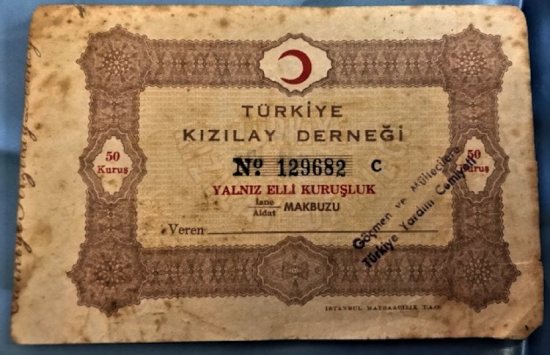 TÜRKİYE
KIZILAY DERNEĞİ
50
Kuruş
50
Kuruş
Nº 129682 C
YALNIZ ELLİ KURUŞLUK
İane
Aidat
MAKBUZU
Göçmen ve Mültecilere
Türkiye Yardım Cemiyeti
Veren
İSTANBUL MATBAACILIK T.A.O.